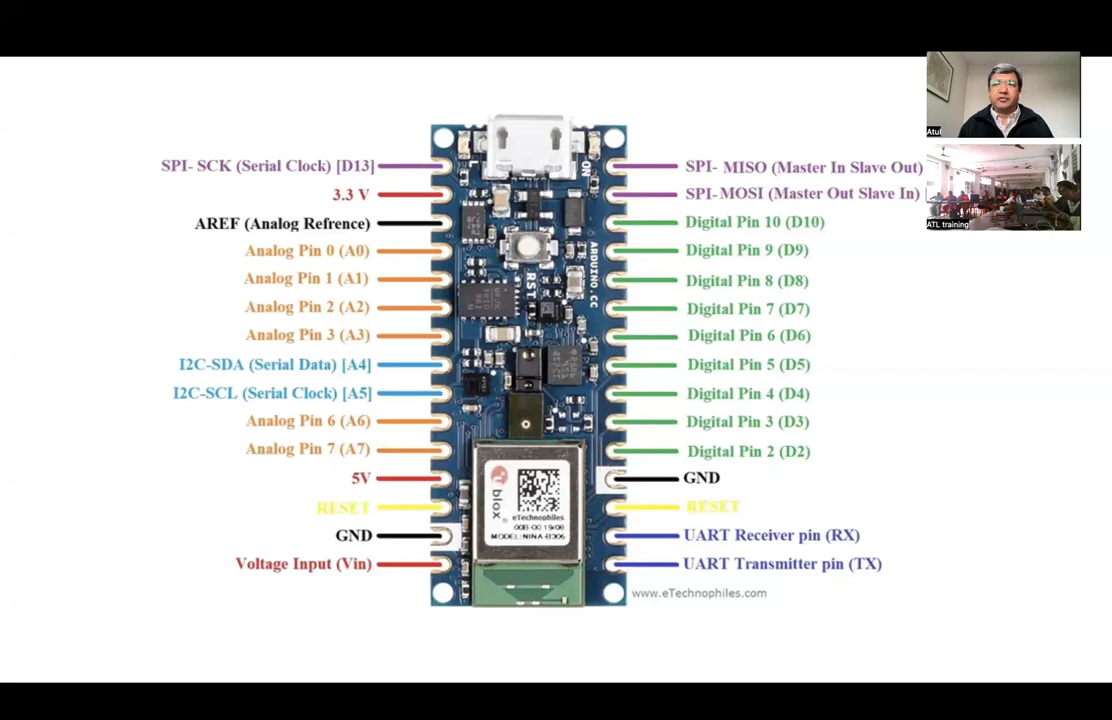 SPI- SCK (Serial Clock) [D13]
3.3 V
AREF (Analog Refrence)
Analog Pin 0 (A0)
Analog Pin 1 (A1)
Analog Pin 2 (A2)
Analog Pin 3 (A3)
I2C-SDA (Serial Data) [A4]
I2C-SCL (Serial Clock) [A5]
Analog Pin 6 (A6)
Analog Pin 7 (A7)
5V
RESET
GND
Voltage Input (Vin)
L
ON
RST
ARDUINO.CC
blox
eTechnophiles
00B-00 19/08
MODEL:NINA-B306
SPI- MISO (Master In Slave Out)
SPI- MOSI (Master Out Slave In)
Digital Pin 10 (D10)
Digital Pin 9 (D9)
Digital Pin 8 (D8)
Digital Pin 7 (D7)
Digital Pin 6 (D6)
Digital Pin 5 (D5)
Digital Pin 4 (D4)
Digital Pin 3 (D3)
Digital Pin 2 (D2)
GND
RESET
UART Receiver pin (RX)
UART Transmitter pin (TX)
www.eTechnophiles.com
Atul
ATL training